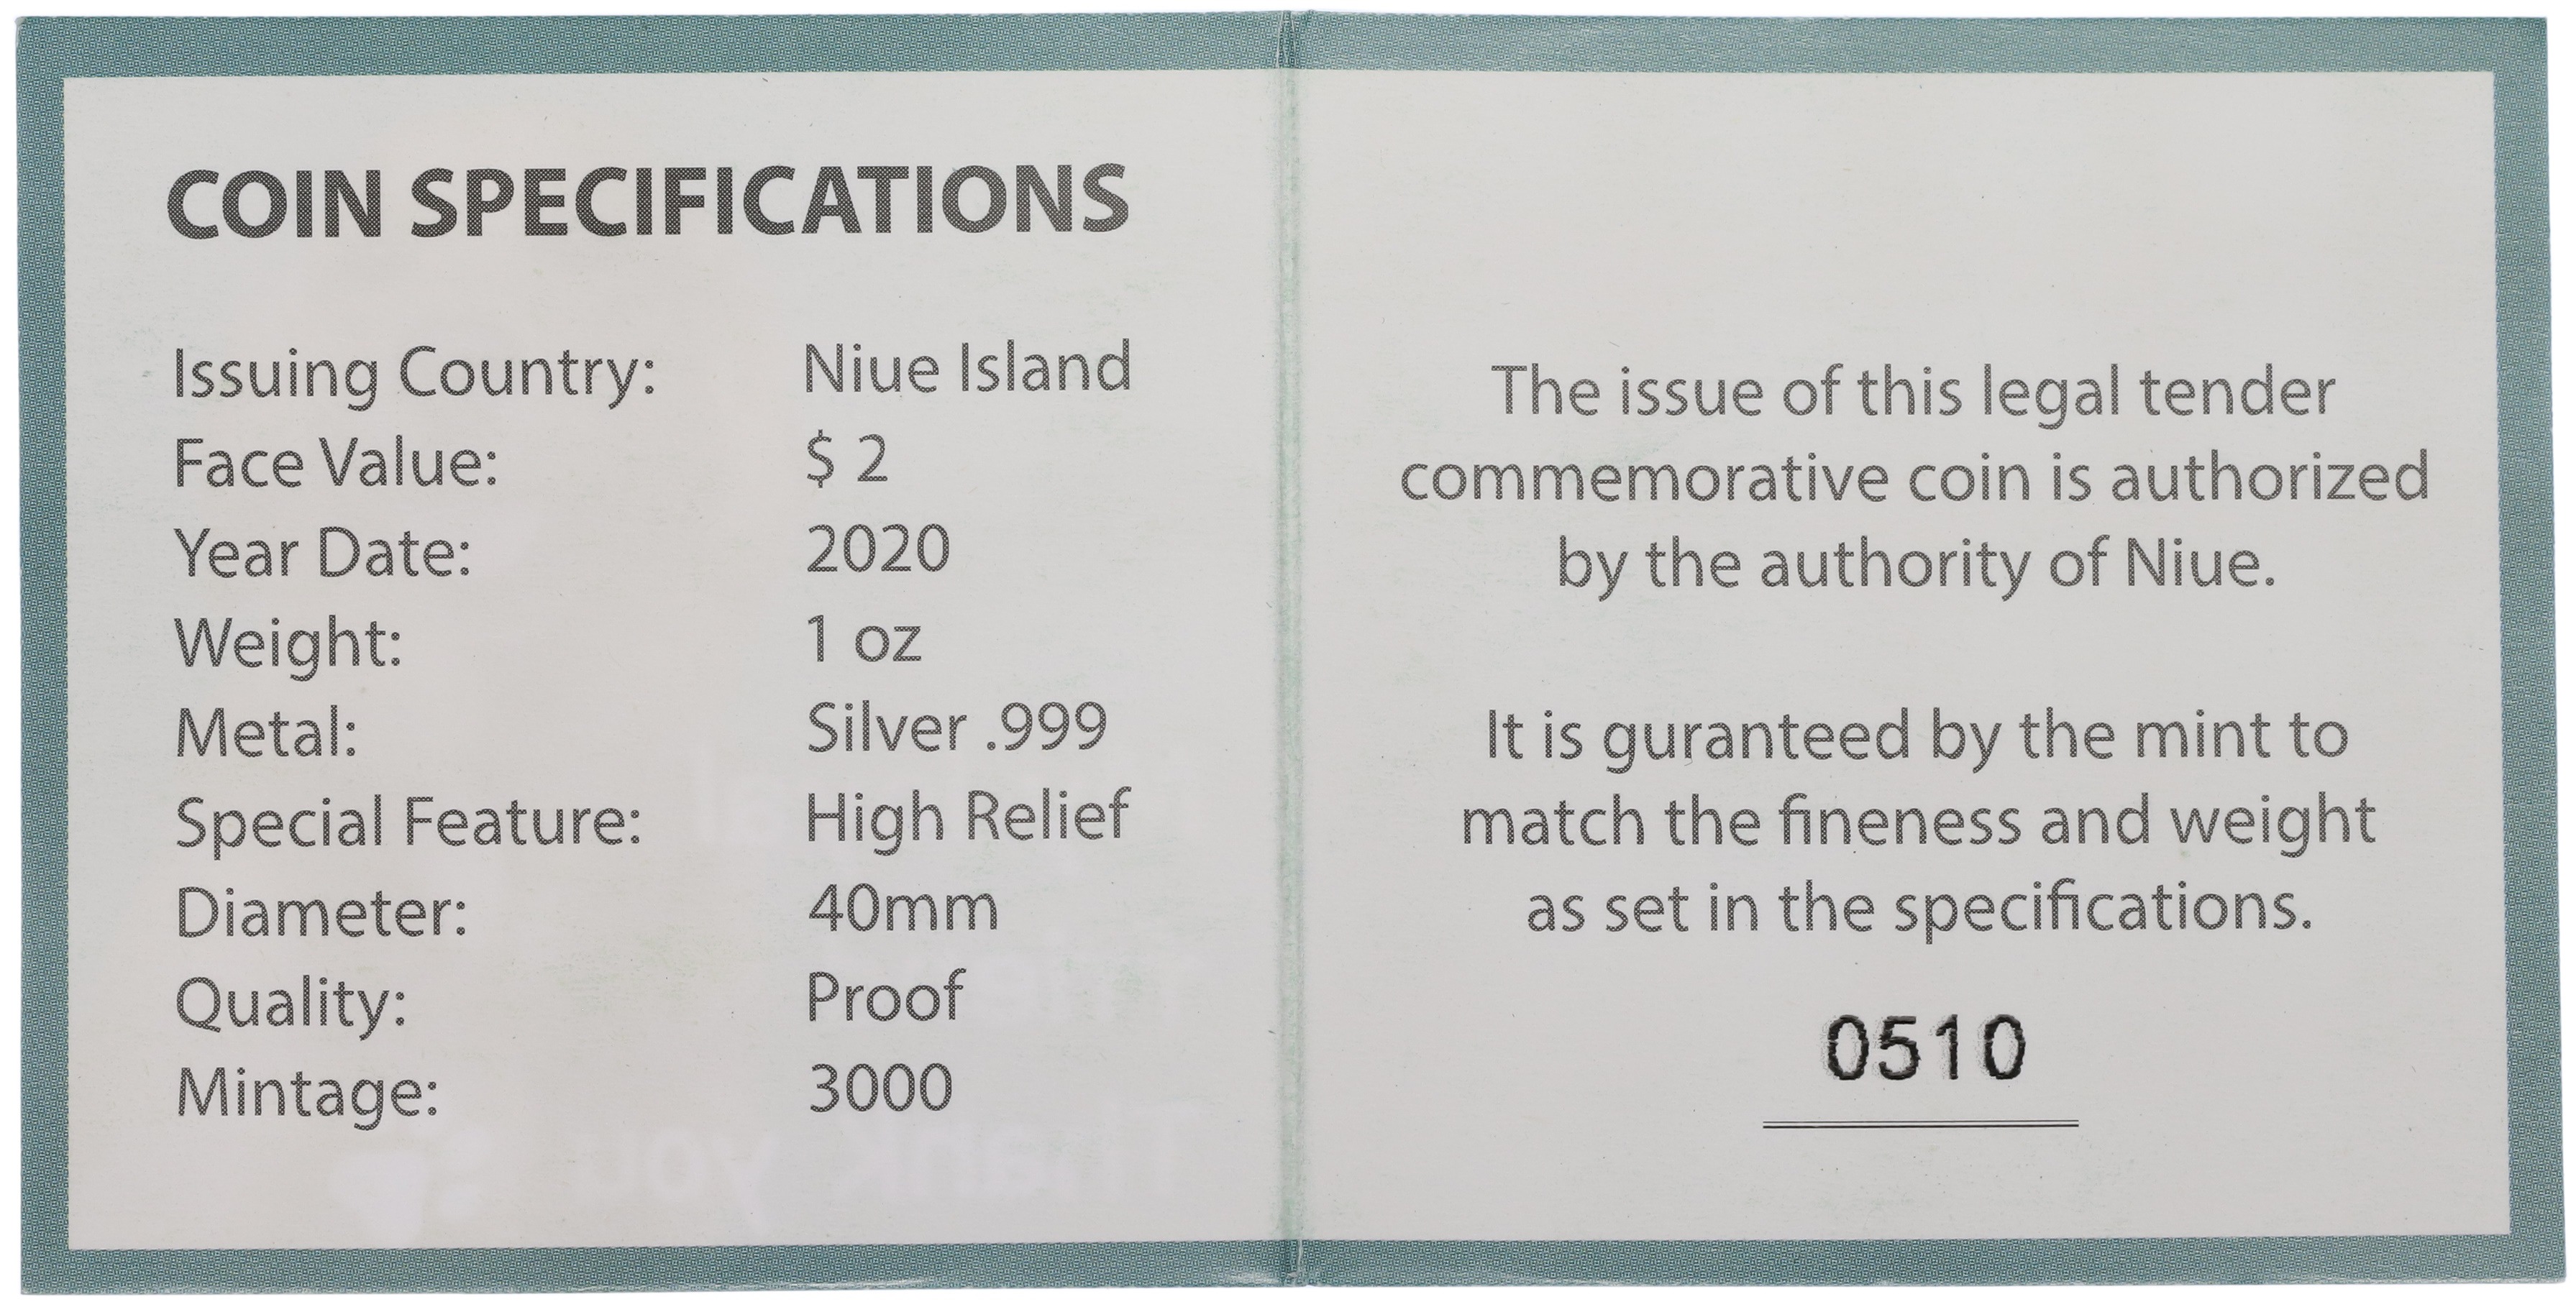 COIN SPECIFICATIONS
Issuing Country: Niue Island
Face Value: $ 2
Year Date: 2020
Weight: 1 oz
Metal: Silver .999
Special Feature: High Relief
Diameter: 40mm
Quality: Proof
Mintage: 3000
The issue of this legal tender
commemorative coin is authorized
by the authority of Niue.
It is guranteed by the mint to
match the fineness and weight
as set in the specifications.
0510